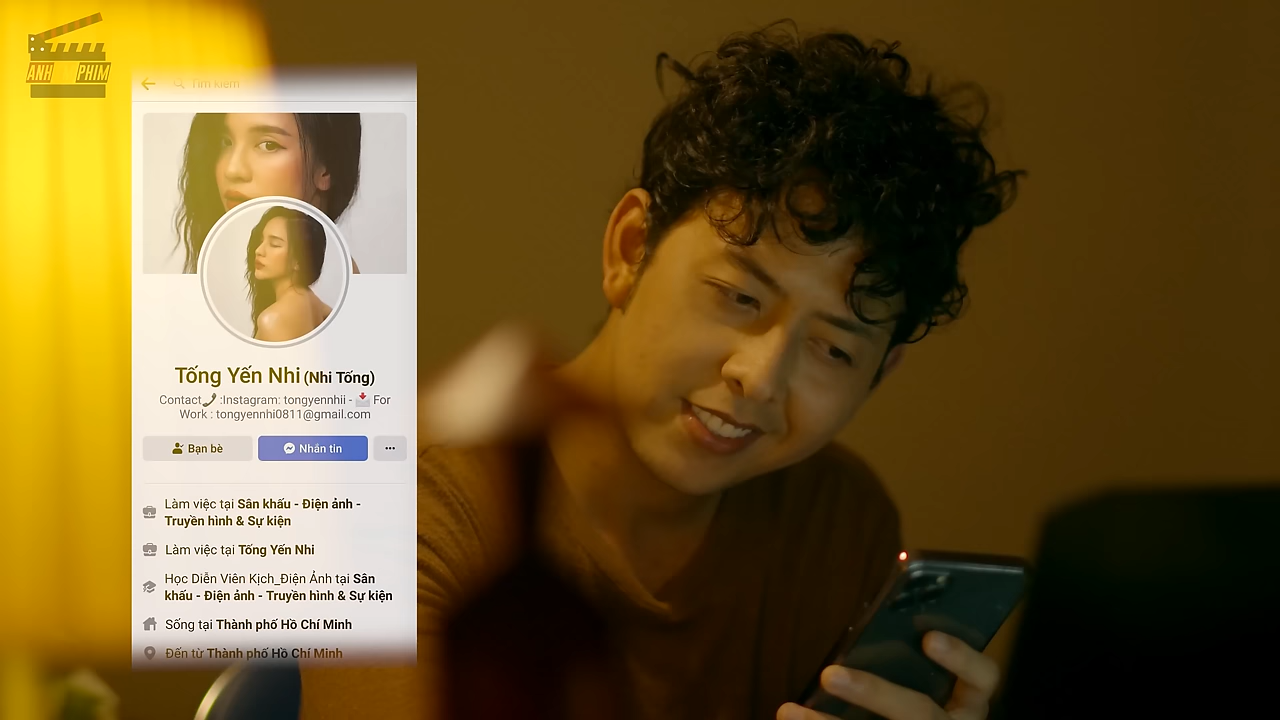 ANH PHIM
Tìm kiếm
Tống Yến Nhi (Nhi Tống)
Contact :Instagram: tongyennhii - For
Work : tongyennhi0811@gmail.com
Bạn bè
Nhắn tin
Làm việc tại Sân khấu - Điện ảnh -
Truyền hình & Sự kiện
Làm việc tại Tống Yến Nhi
Học Diễn Viên Kịch_Điện Ảnh tại Sân
khấu - Điện ảnh - Truyền hình & Sự kiện
Sống tại Thành phố Hồ Chí Minh
Đến từ Thành phố Hồ Chí Minh